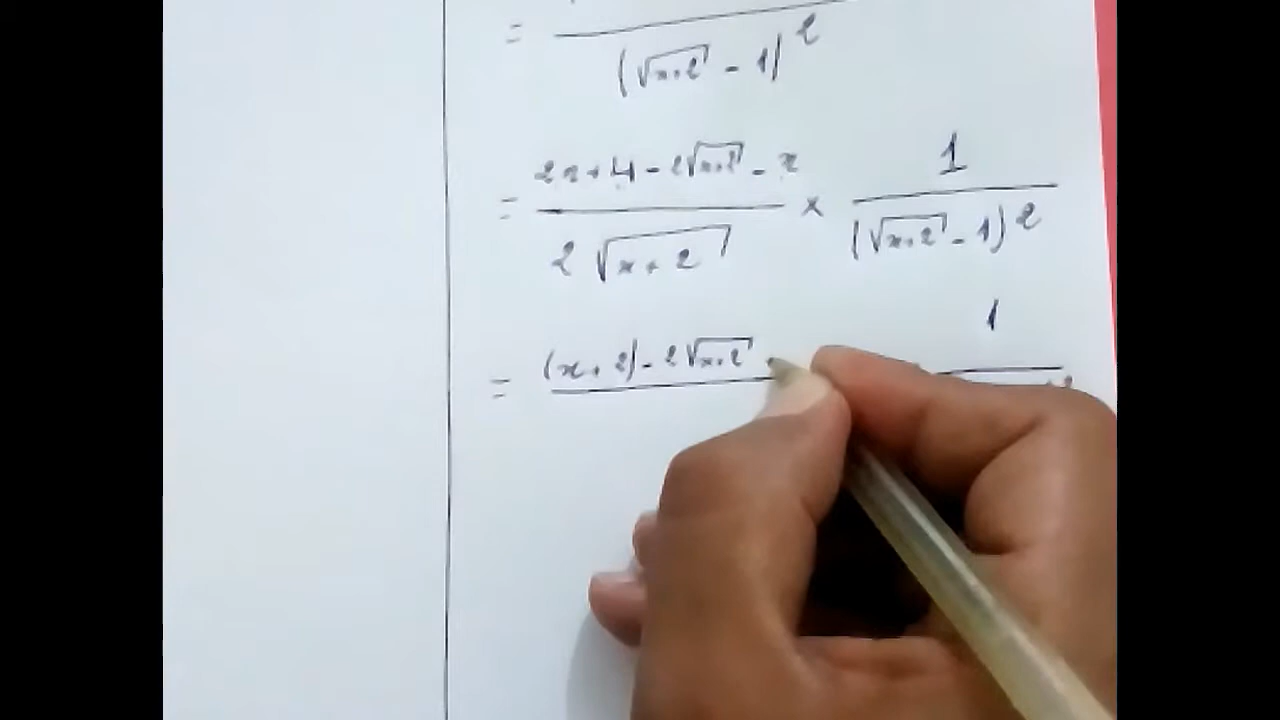 = (√x+2 - 1)²
= 2x+4-2√x+2 - x / 2√x+2 × 1 / (√x+2 - 1)²
= (x+2)-2√x+2 1